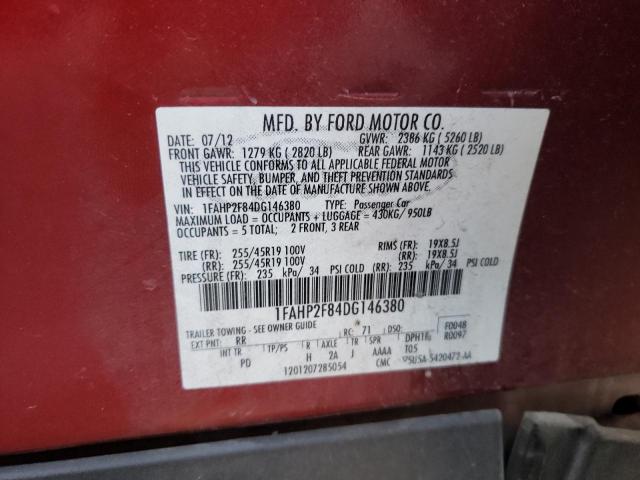 MFD. BY FORD MOTOR CO.
DATE: 07/12 GVWR: 2386 KG ( 5260 LB)
FRONT GAWR: 1279 KG ( 2820 LB) REAR GAWR: 1143 KG ( 2520 LB)
THIS VEHICLE CONFORMS TO ALL APPLICABLE FEDERAL MOTOR
VEHICLE SAFETY, BUMPER, AND THEFT PREVENTION STANDARDS
IN EFFECT ON THE DATE OF MANUFACTURE SHOWN ABOVE.
VIN: 1FAHP2F84DG146380 TYPE: Passenger Car
MAXIMUM LOAD = OCCUPANTS + LUGGAGE = 430KG/ 950LB
OCCUPANTS = 5 TOTAL; 2 FRONT, 3 REAR
TIRE (FR): 255/45R19 100V RIMS (FR): 19X8.5J
(RR): 255/45R19 100V (RR): 19X8.5J
PRESSURE (FR): 235 kPa/ 34 PSI COLD (RR): 235 kPa/ 34 PSI COLD
1FAHP2F84DG146380
TRAILER TOWING - SEE OWNER GUIDE
EXT PNT: RR RC: 71 DSO: F0048
INT TR TP/PS R AXLE TR SPR DPH18 R0097
PD H 2A J AAAA T05
1201207285054 CMC 5USA-5420472-AA